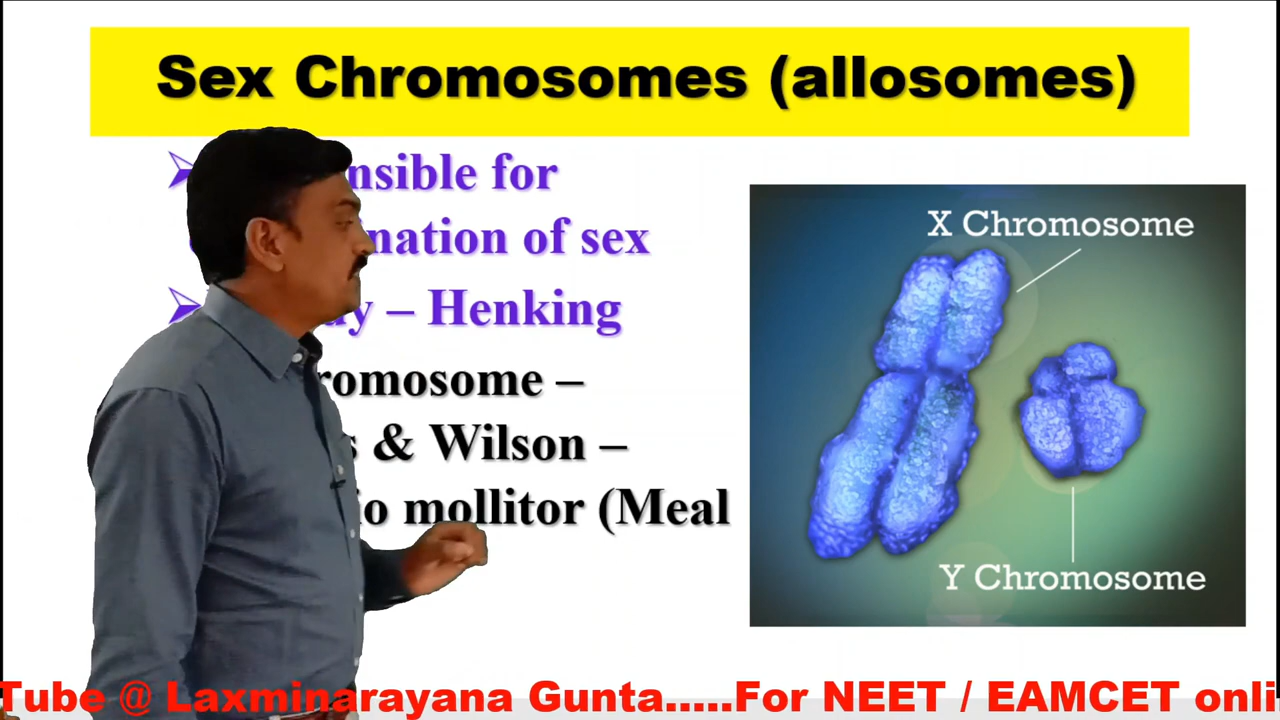 Sex Chromosomes (allosomes)
nsible for
nation of sex
– Henking
romosome –
s & Wilson –
io mollitor (Meal
X Chromosome
Y Chromosome
Tube @ Laxminarayana Gunta.....For NEET / EAMCET onli